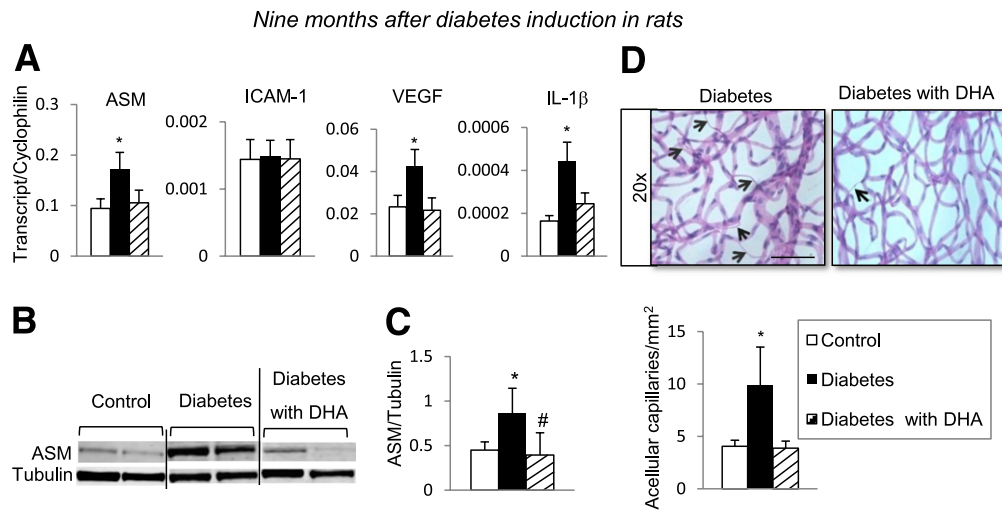 Nine months after diabetes induction in rats
A
Transcript/Cyclophilin
ASM
0.3
0.2
0.1
0
*
ICAM-1
0.002
0.001
0
VEGF
0.06
0.04
0.02
0
*
IL-1β
0.0006
0.0004
0.0002
0
*
B
Control
Diabetes
Diabetes
with DHA
ASM
Tubulin
C
ASM/Tubulin
1.5
1
0.5
0
*
#
D
Diabetes
Diabetes with DHA
20x
Acellular capillaries/mm²
15
10
5
0
*
Control
Diabetes
Diabetes with DHA